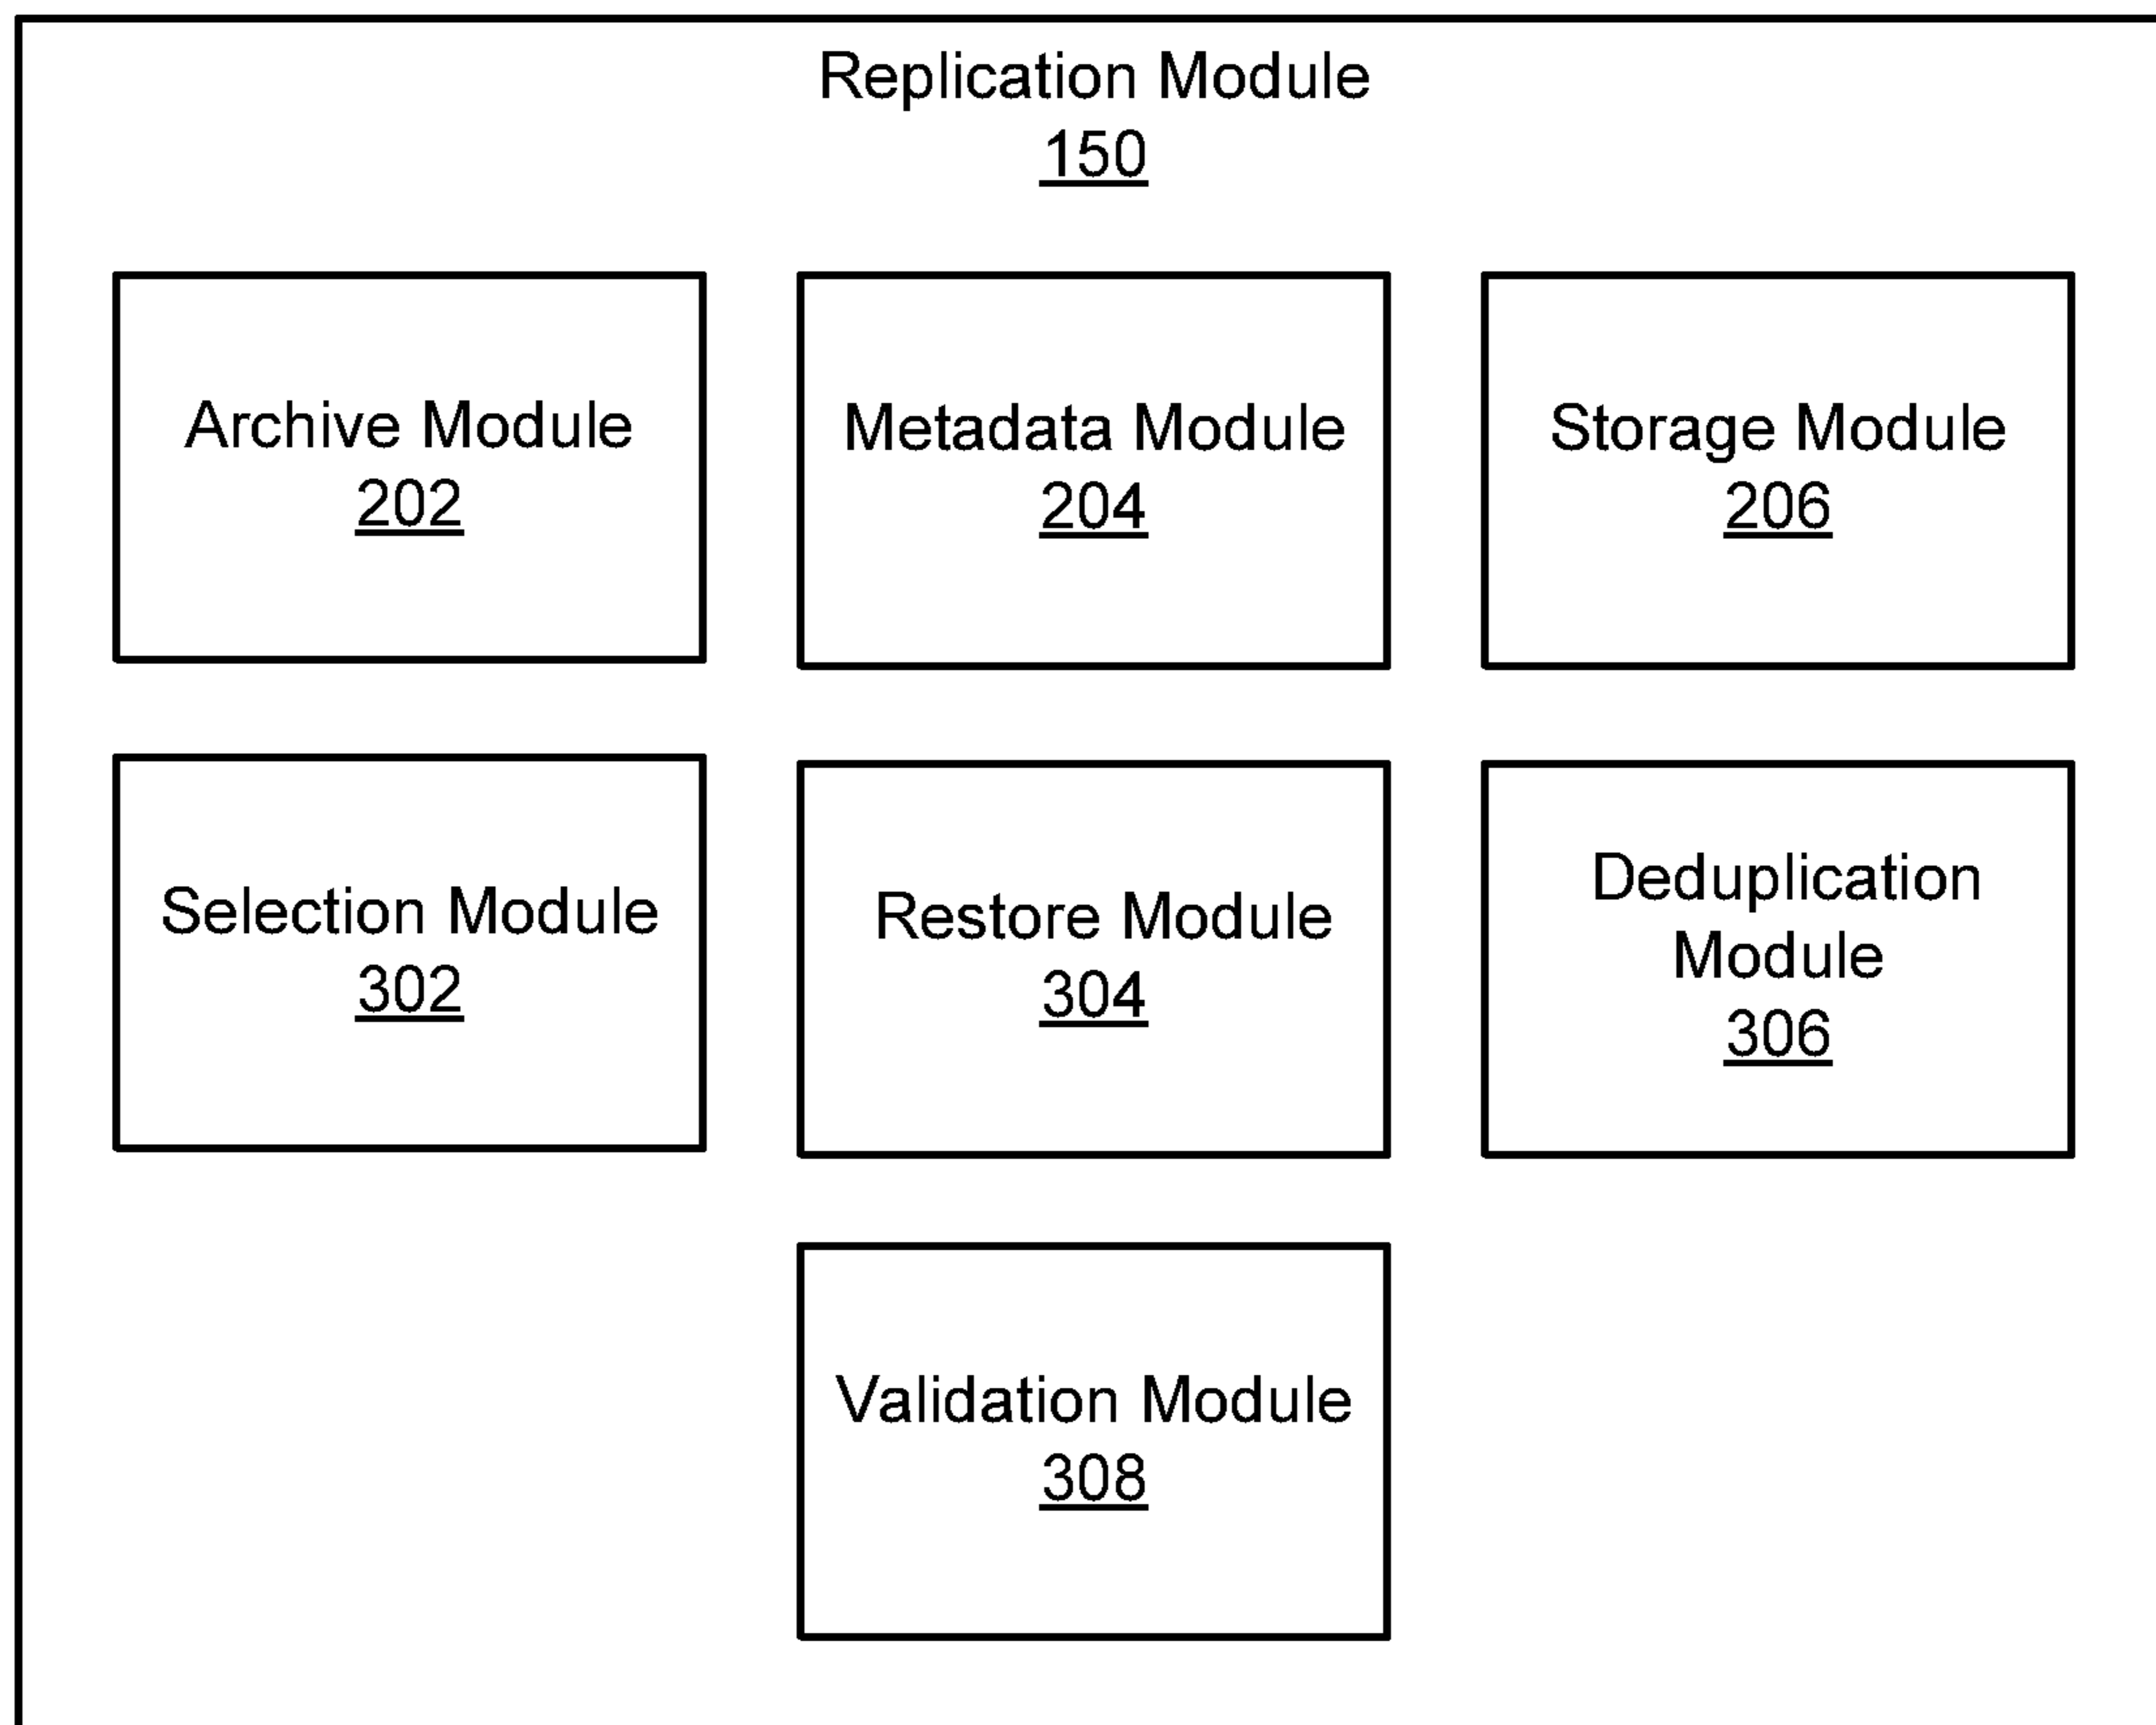 Replication Module
150
Archive Module
202
Metadata Module
204
Storage Module
206
Selection Module
302
Restore Module
304
Deduplication
Module
306
Validation Module
308